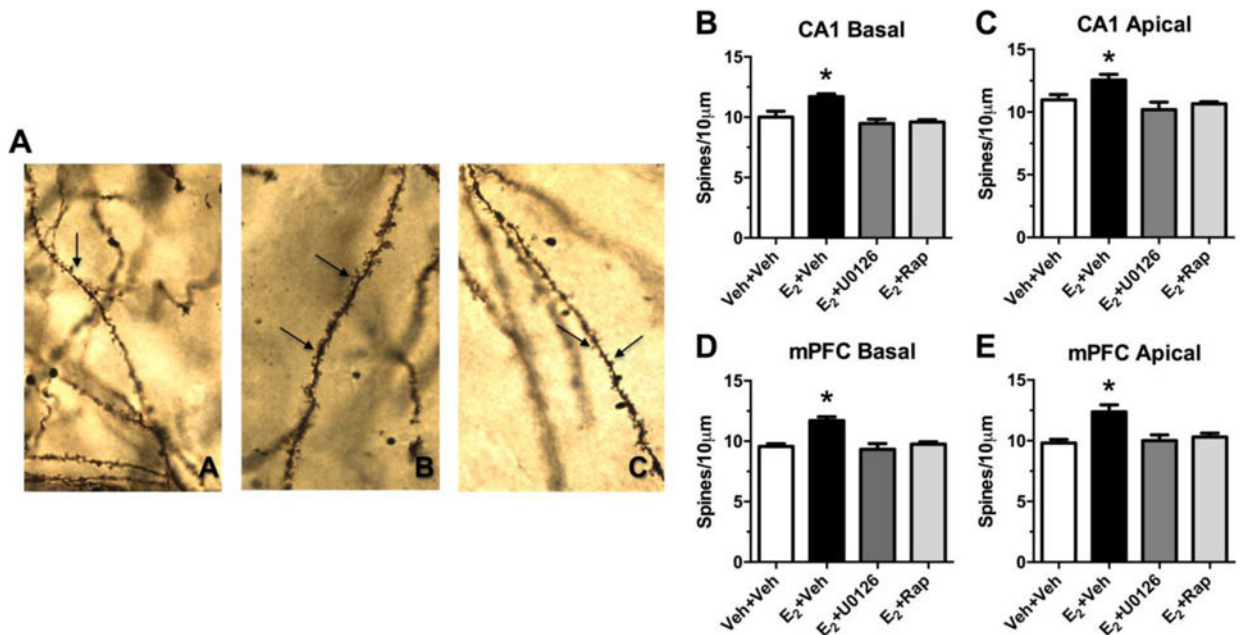 A
A
B
C
B
CA1 Basal
*
Spines/10μm
15
10
5
0
Veh+Veh
E₂+Veh
E₂+U0126
E₂+Rap
C
CA1 Apical
*
Spines/10μm
15
10
5
0
Veh+Veh
E₂+Veh
E₂+U0126
E₂+Rap
D
mPFC Basal
*
Spines/10μm
15
10
5
0
Veh+Veh
E₂+Veh
E₂+U0126
E₂+Rap
E
mPFC Apical
*
Spines/10μm
15
10
5
0
Veh+Veh
E₂+Veh
E₂+U0126
E₂+Rap